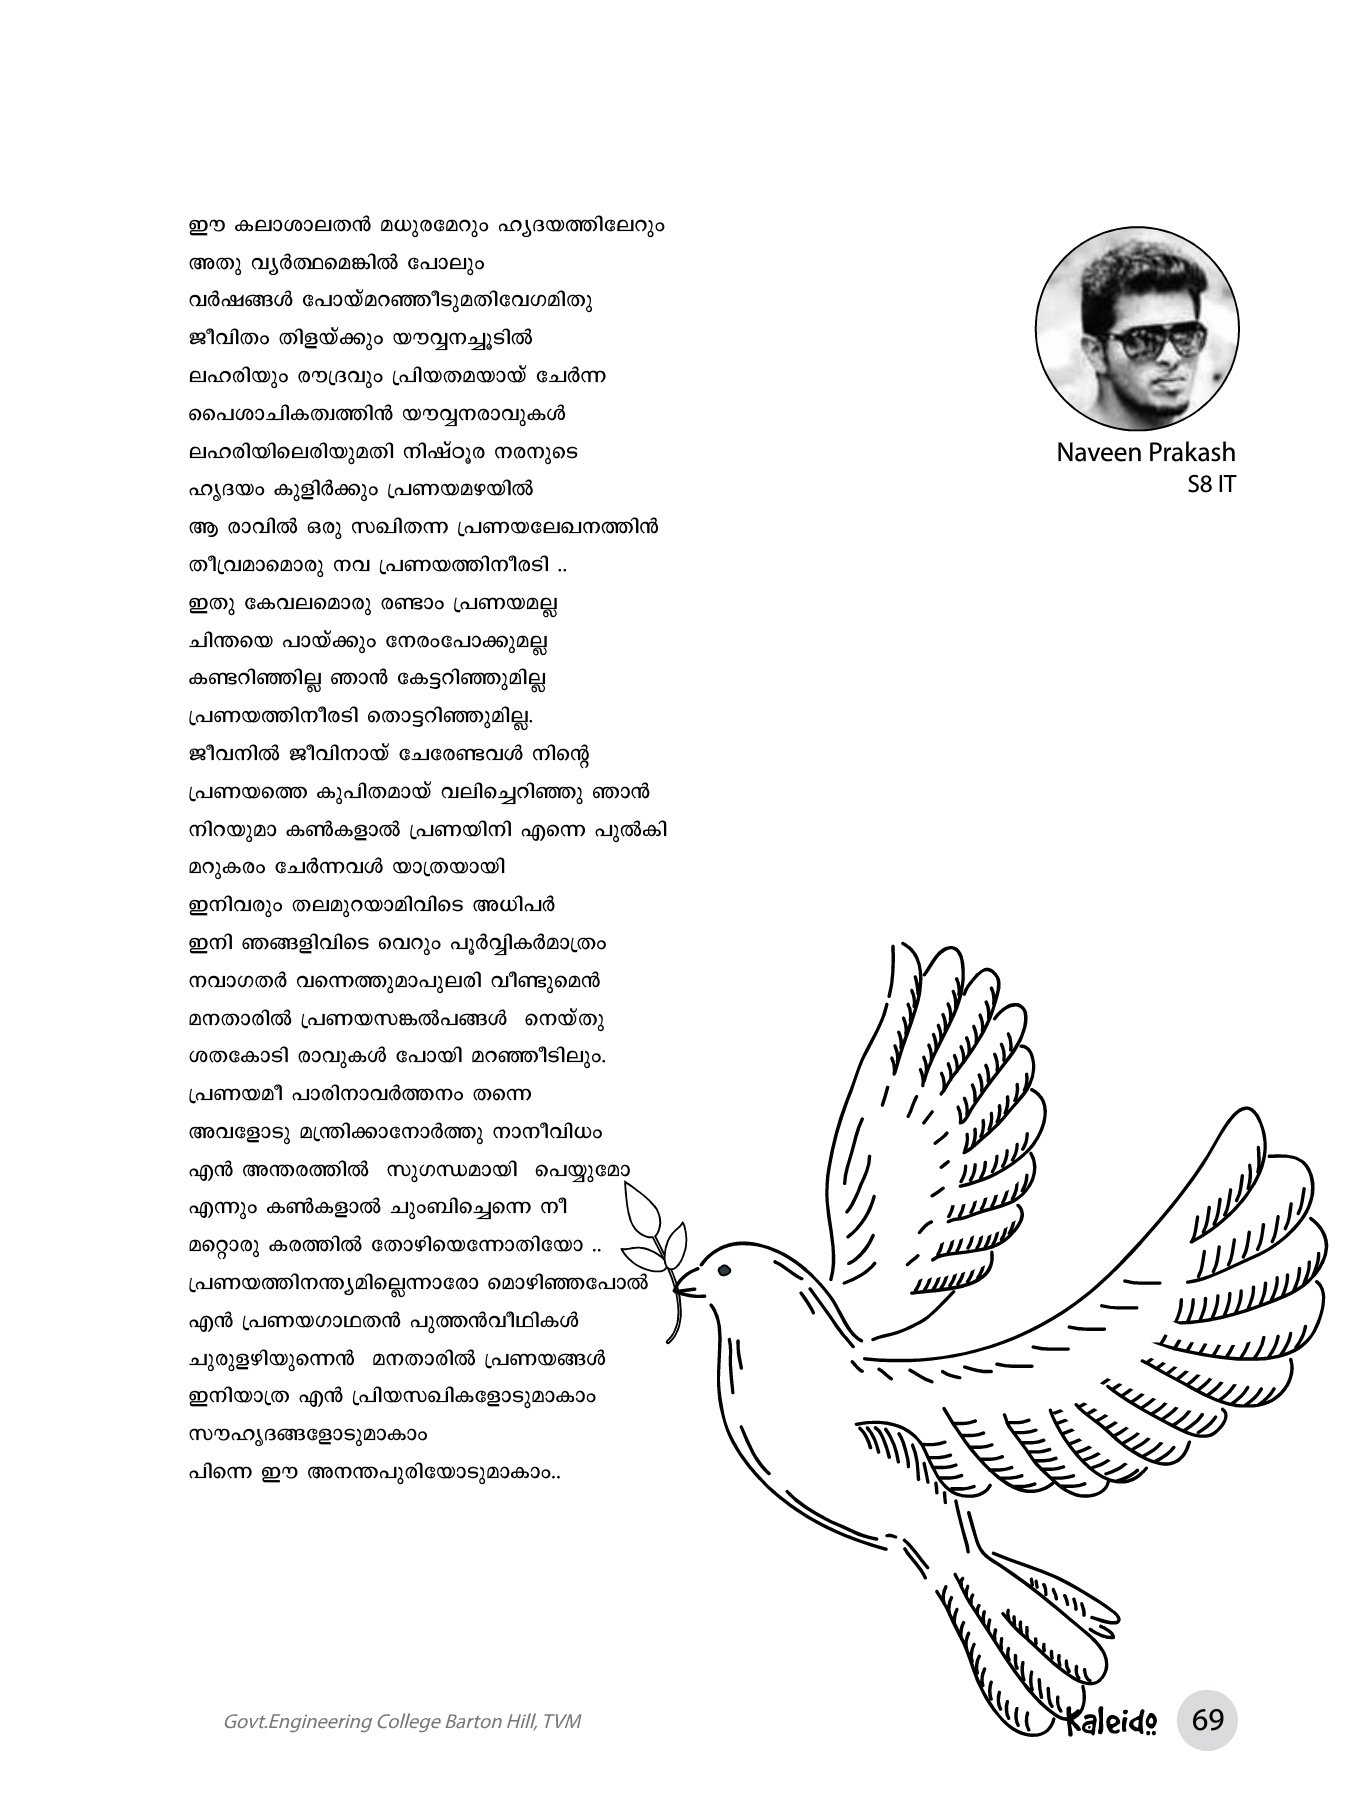 ഈ കലാശാലതൻ മധുരമേറും ഹൃദയത്തിലേറും
അതു വ്യർത്ഥമെങ്കിൽ പോലും
വർഷങ്ങൾ പോയ്മറഞ്ഞീടുമതിവേഗമിതു
ജീവിതം തിളയ്ക്കും യൗവ്വനച്ചൂടിൽ
ലഹരിയും രൗദ്രവും പ്രിയതമയായ് ചേർന്ന
പൈശാചികത്വത്തിൻ യൗവ്വനരാവുകൾ
ലഹരിയിലെരിയുമതി നിഷ്ഠൂര നരനുടെ
ഹൃദയം കുളിർക്കും പ്രണയമഴയിൽ
ആ രാവിൽ ഒരു സഖിതന്ന പ്രണയലേഖനത്തിൻ
തീവ്രമാമൊരു നവ പ്രണയത്തിനീരടി ..
ഇതു കേവലമൊരു രണ്ടാം പ്രണയമല്ല
ചിന്തയെ പായ്ക്കും നേരംപോക്കുമല്ല
കണ്ടറിഞ്ഞില്ല ഞാൻ കേട്ടറിഞ്ഞുമില്ല
പ്രണയത്തിനീരടി തൊട്ടറിഞ്ഞുമില്ല.
ജീവനിൽ ജീവിനായ് ചേരേണ്ടവൾ നിന്റെ
പ്രണയത്തെ കുപിതമായ് വലിച്ചെറിഞ്ഞു ഞാൻ
നിറയുമാ കൺകളാൽ പ്രണയിനി എന്നെ പുൽകി
മറുകരം ചേർന്നവൾ യാത്രയായി
ഇനിവരും തലമുറയാമിവിടെ അധിപർ
ഇനി ഞങ്ങളിവിടെ വെറും പൂർവ്വികർമാത്രം
നവാഗതർ വന്നെത്തുമാപുലരി വീണ്ടുമെൻ
മനതാരിൽ പ്രണയസങ്കൽപങ്ങൾ നെയ്തു
ശതകോടി രാവുകൾ പോയി മറഞ്ഞീടിലും.
പ്രണയമീ പാരിനാവർത്തനം തന്നെ
അവളോടു മന്ത്രിക്കാനോർത്തു നാനീവിധം
എൻ അന്തരത്തിൽ സുഗന്ധമായി പെയ്യുമോ
എന്നും കൺകളാൽ ചുംബിച്ചെന്നെ നീ
മറ്റൊരു കരത്തിൽ തോഴിയെന്നോതിയോ ..
പ്രണയത്തിനന്ത്യമില്ലെന്നാരോ മൊഴിഞ്ഞപോൽ
എൻ പ്രണയഗാഥതൻ പുത്തൻവീഥികൾ
ചുരുളഴിയുന്നെൻ മനതാരിൽ പ്രണയങ്ങൾ
ഇനിയാത്ര എൻ പ്രിയസഖികളോടുമാകാം
സൗഹൃദങ്ങളോടുമാകാം
പിന്നെ ഈ അനന്തപുരിയോടുമാകാം..
Naveen Prakash
S8 IT
Govt.Engineering College Barton Hill, TVM
Kaleido 69